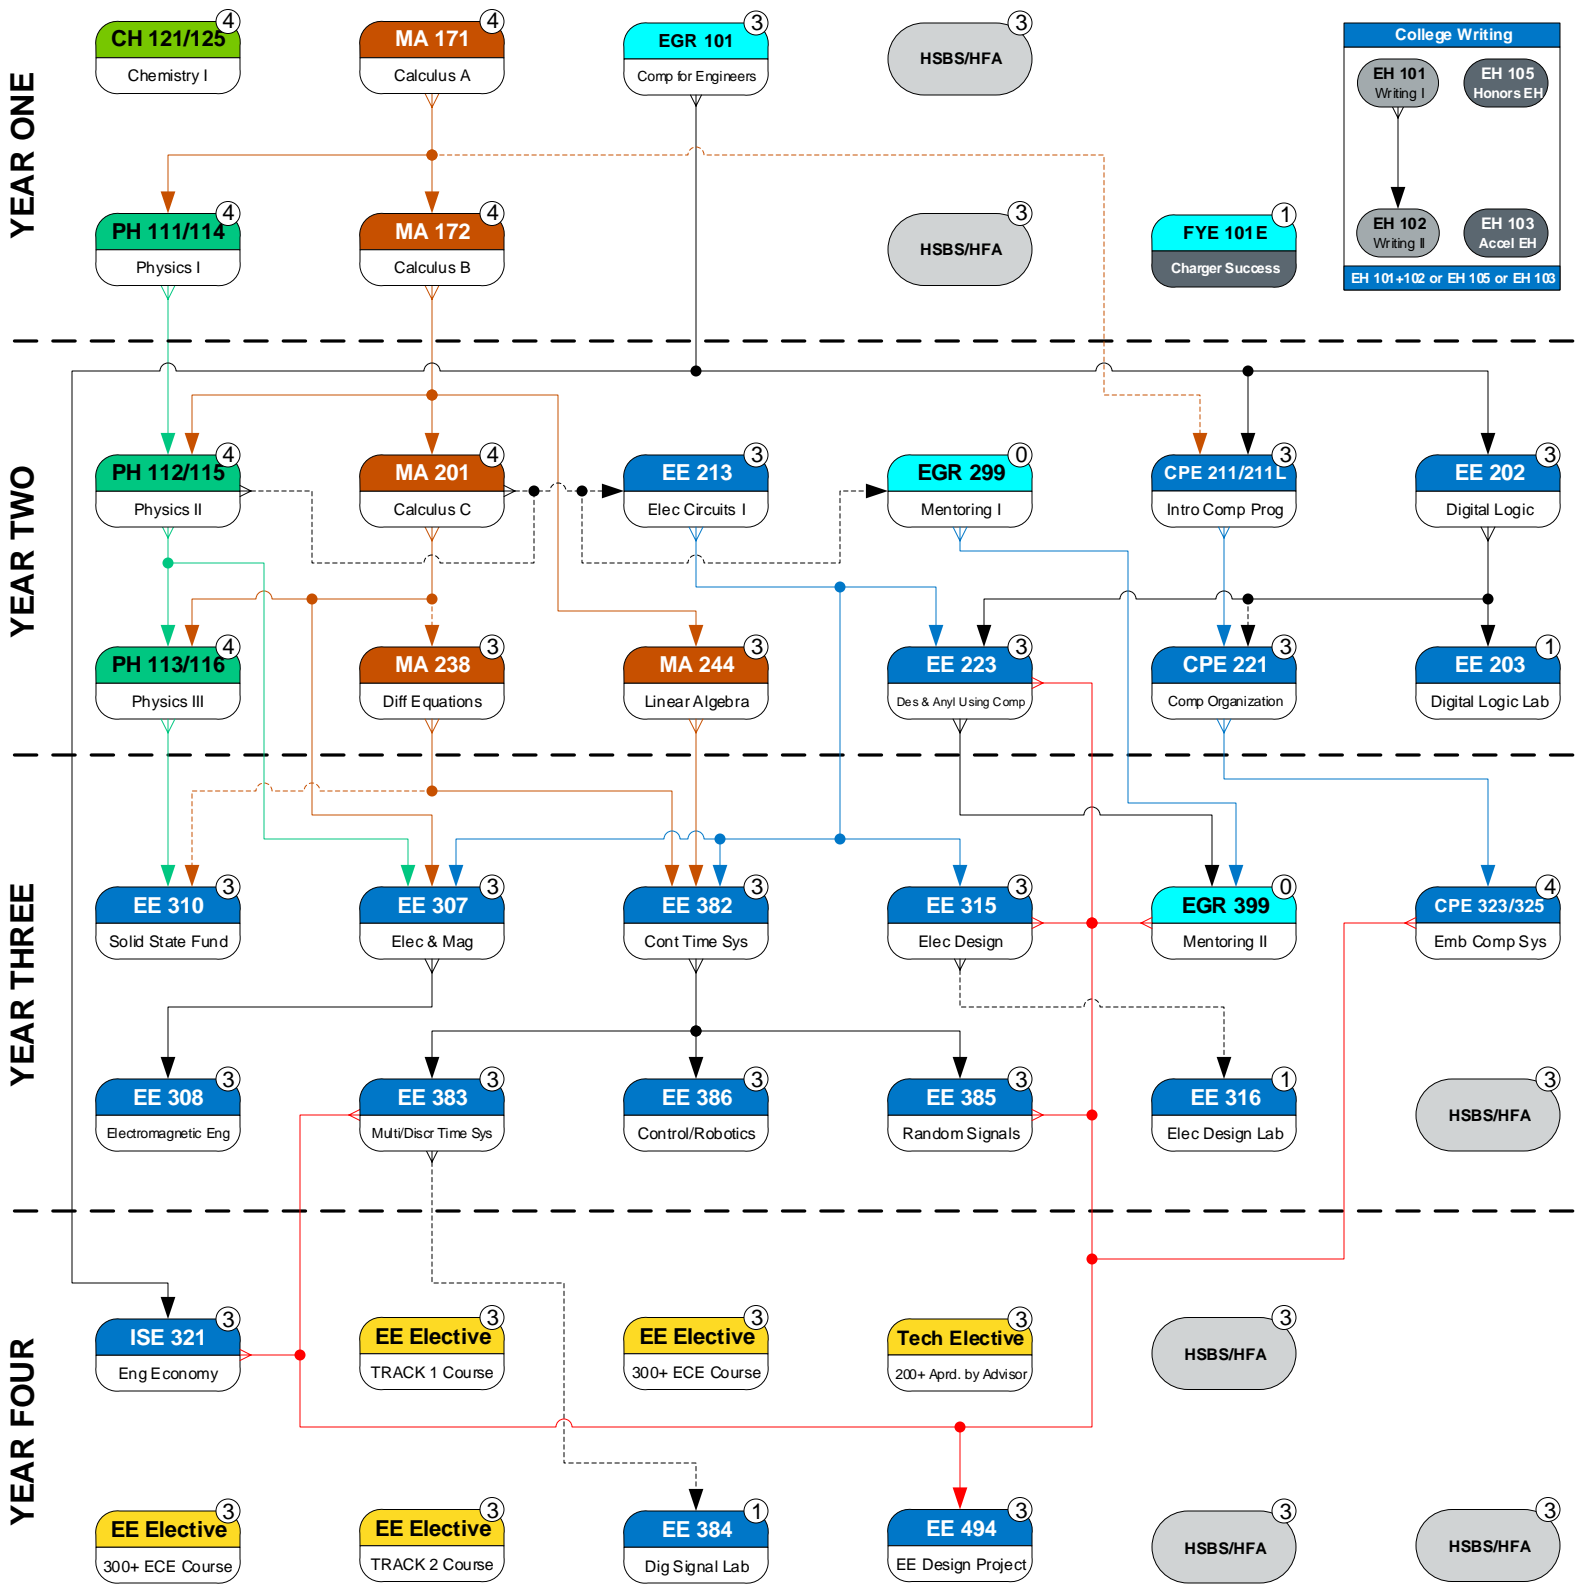 YEAR ONE
4
CH 121/125
Chemistry I
4
MA 171
Calculus A
3
EGR 101
Comp for Engineers
3
HSBS/HFA
College Writing
EH 101
Writing I
EH 105
Honors EH
EH 102
Writing II
EH 103
Accel EH
EH 101+102 or EH 105 or EH 103
4
PH 111/114
Physics I
4
MA 172
Calculus B
3
HSBS/HFA
1
FYE 101E
Charger Success
YEAR TWO
4
PH 112/115
Physics II
4
MA 201
Calculus C
3
EE 213
Elec Circuits I
0
EGR 299
Mentoring I
3
CPE 211/211L
Intro Comp Prog
3
EE 202
Digital Logic
4
PH 113/116
Physics III
3
MA 238
Diff Equations
3
MA 244
Linear Algebra
3
EE 223
Des & Anyl Using Comp
3
CPE 221
Comp Organization
1
EE 203
Digital Logic Lab
YEAR THREE
3
EE 310
Solid State Fund
3
EE 307
Elec & Mag
3
EE 382
Cont Time Sys
3
EE 315
Elec Design
0
EGR 399
Mentoring II
4
CPE 323/325
Emb Comp Sys
3
EE 308
Electromagnetic Eng
3
EE 383
Multi/Discr Time Sys
3
EE 386
Control/Robotics
3
EE 385
Random Signals
1
EE 316
Elec Design Lab
3
HSBS/HFA
YEAR FOUR
3
ISE 321
Eng Economy
3
EE Elective
TRACK 1 Course
3
EE Elective
300+ ECE Course
3
Tech Elective
200+ Aprd. by Advisor
3
HSBS/HFA
3
EE Elective
300+ ECE Course
3
EE Elective
TRACK 2 Course
1
EE 384
Dig Signal Lab
3
EE 494
EE Design Project
3
HSBS/HFA
3
HSBS/HFA